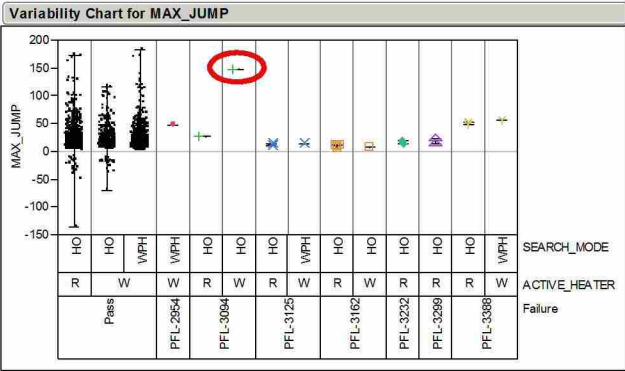 Variability Chart for MAX_JUMP
200
150
100
50
0
-50
-100
-150
MAX_JUMP
HO HO WPH WPH HO HO HO WPH HO HO HO HO HO WPH SEARCH_MODE
R W W R W R W R W R R R W ACTIVE_HEATER
Pass PFL-2954 PFL-3094 PFL-3125 PFL-3162 PFL-3232 PFL-3299 PFL-3388 Failure